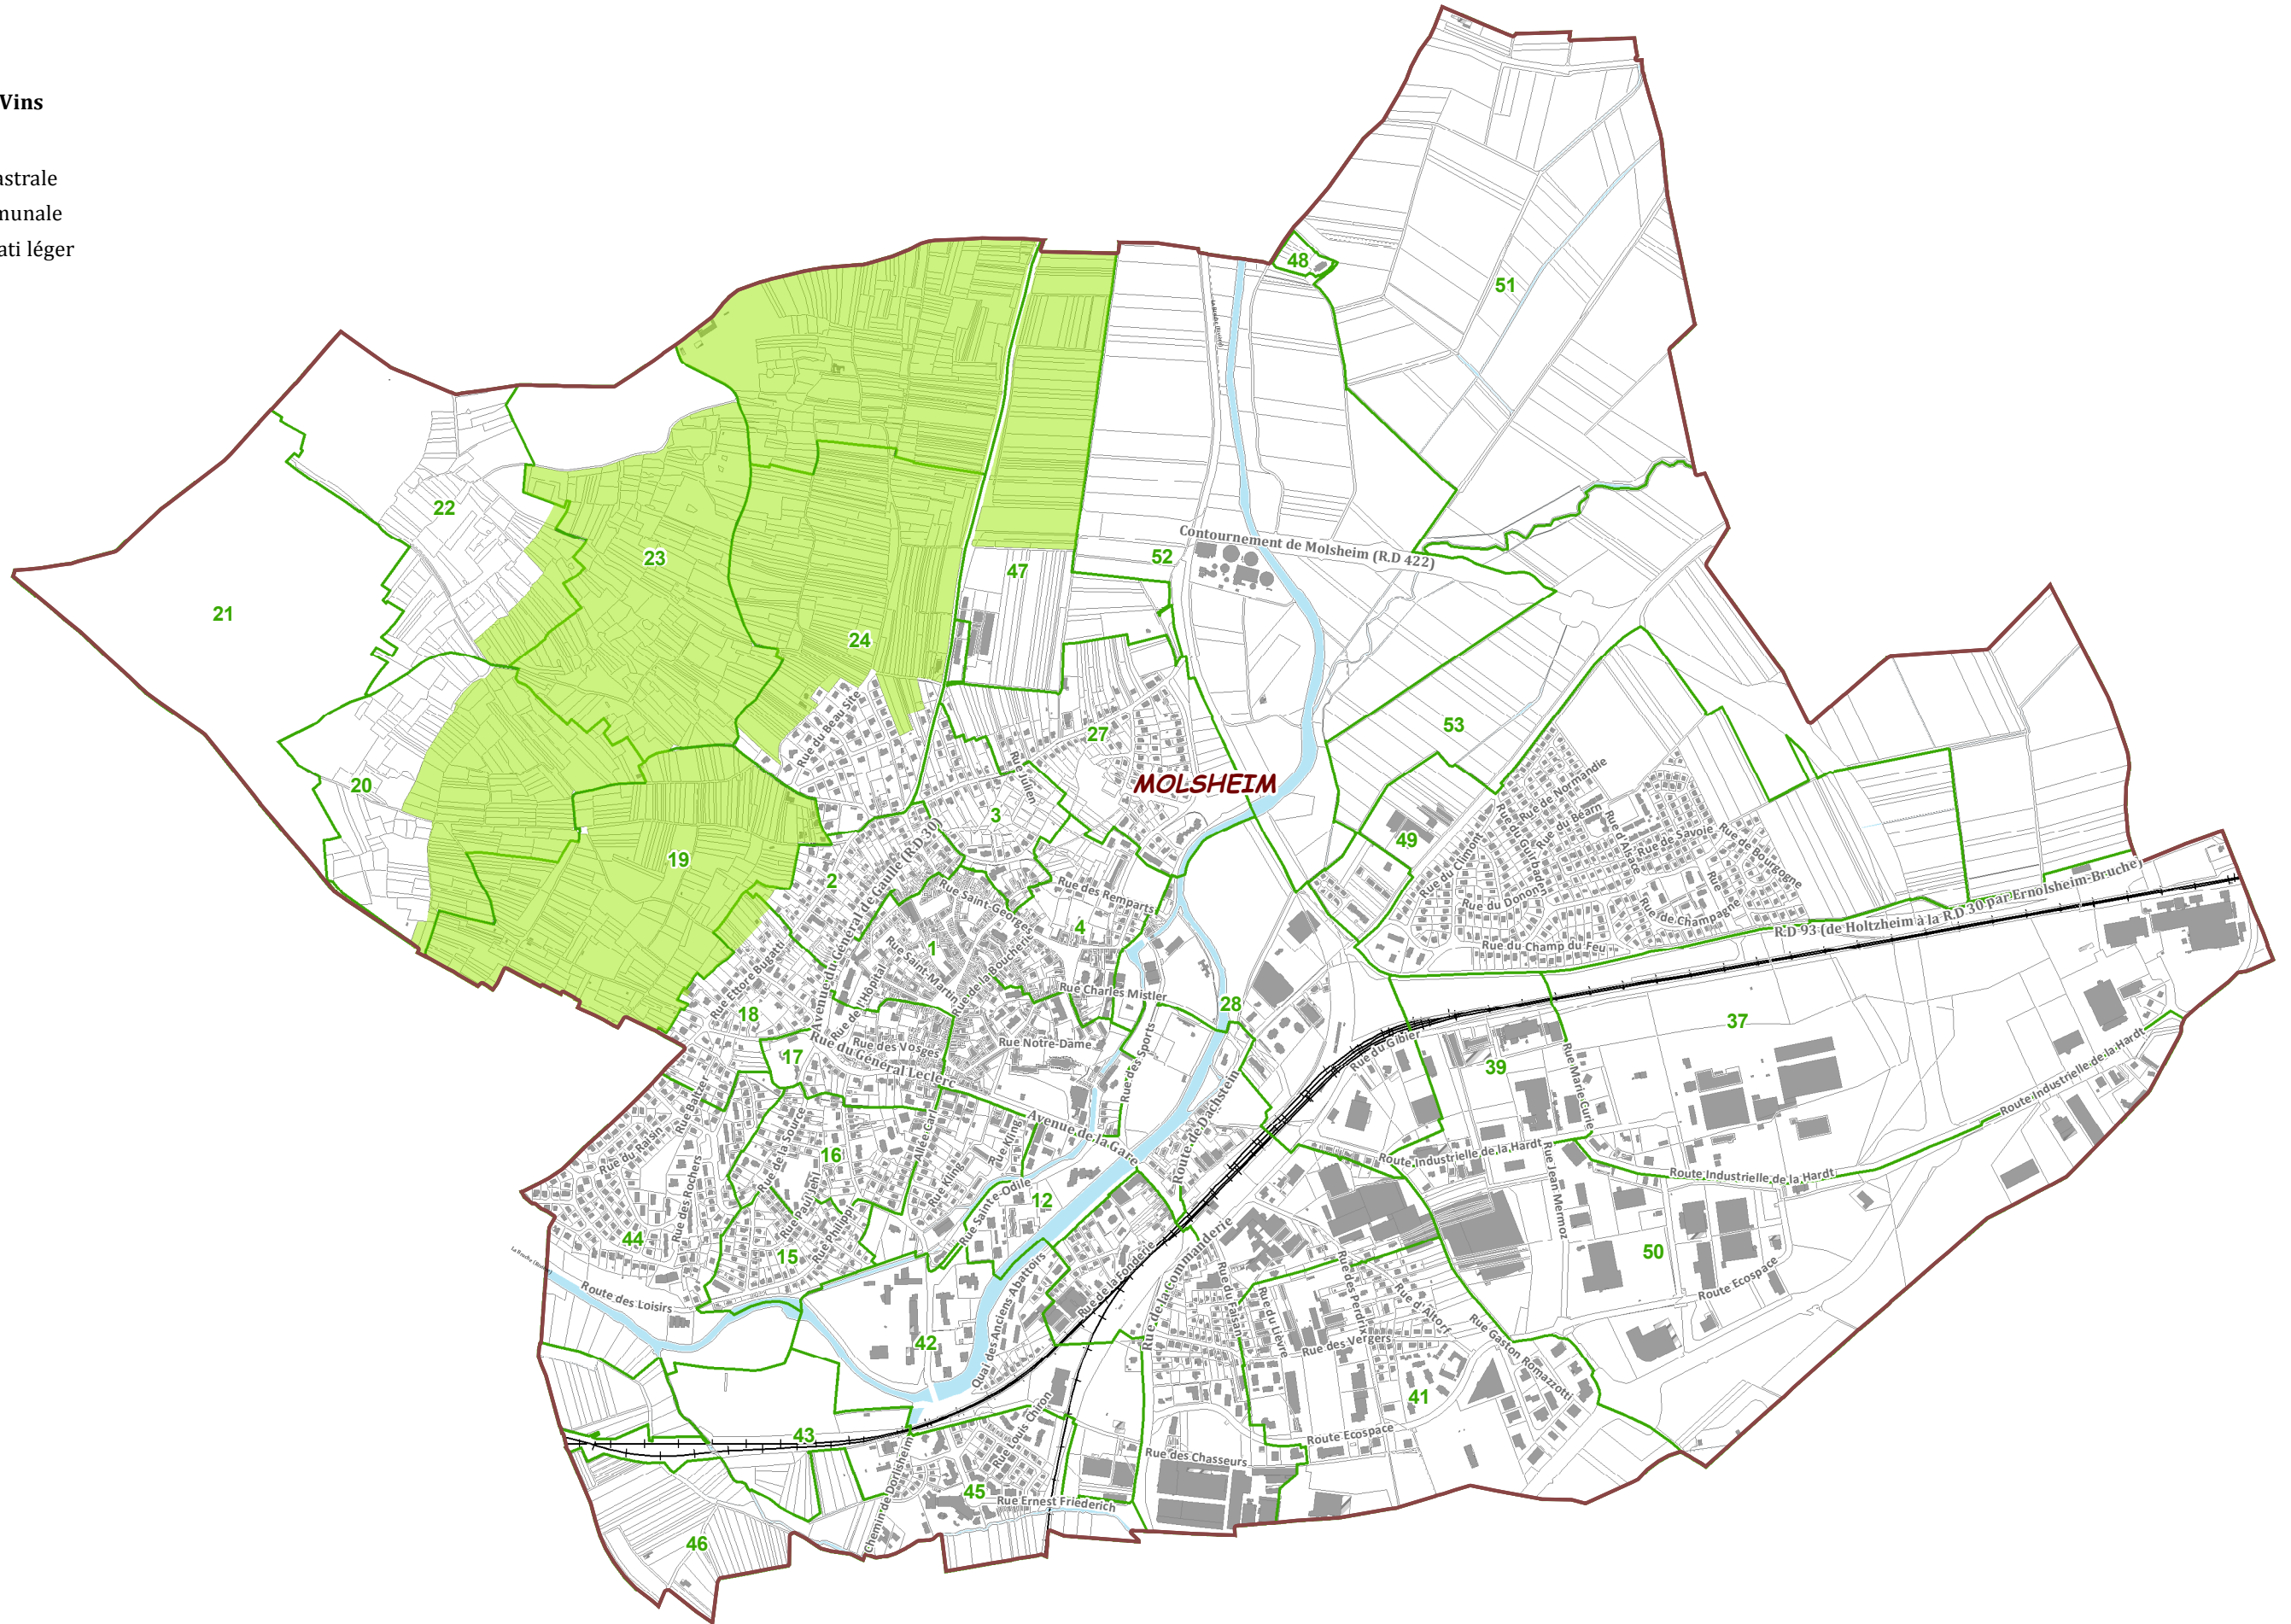 Vins
astrale
munale
ati léger
48
51
22
23
Contournement de Molsheim (R.D 422)
52
47
21
24
Rue du Beau Site
53
27
Rue Julien
MOLSHEIM
20
3
49
Rue de Normandie
Rue du Béarn
Rue du Guirbaden
Rue d'Alsace
Rue de Savoie
Rue de Bourgogne
Rue du Climont
Rue du Donon
Rue
Rue de Champagne
Rue du Champ du Feu
R.D 93 (de Holtzheim à la R.D 30 par Ernolsheim-Bruche)
19
2
Avenue du Général de Gaulle (R.D 30)
Rue Saint-Georges
Rue des Remparts
4
1
Rue Saint-Martin
Rue de la Boucherie
Rue de l'Hôpital
Rue Charles Mistler
Rue Ettore Bugatti
18
28
37
17
Rue des Vosges
Rue Notre-Dame
Rue du Général Leclerc
Rue des Sports
Rue du Gibier
39
Rue Marie Curie
Route Industrielle de la Hardt
Rue Baltzer
Rue du Raisin
Rue de la Source
Allée Carl
Rue Kling
Avenue de la Gare
Route de Dachstein
Route Industrielle de la Hardt
Rue Jean Mermoz
Route Industrielle de la Hardt
16
Rue des Rochers
Rue Paul Jehl
Rue Philippi
Rue Kling
Rue Sainte-Odile
12
44
15
50
Route des Loisirs
Quai des Anciens Abattoirs
Rue de la Fonderie
Rue de la Commanderie
Rue du Faisan
Rue du Lièvre
Rue des Perdrix
Rue d'Altorf
Rue des Vergers
Rue Gaston Romazzotti
Route Ecospace
42
41
43
Rue Louis Chiron
Route Ecospace
Rue des Chasseurs
Chemin de Dorlisheim
45
Rue Ernest Friederich
46